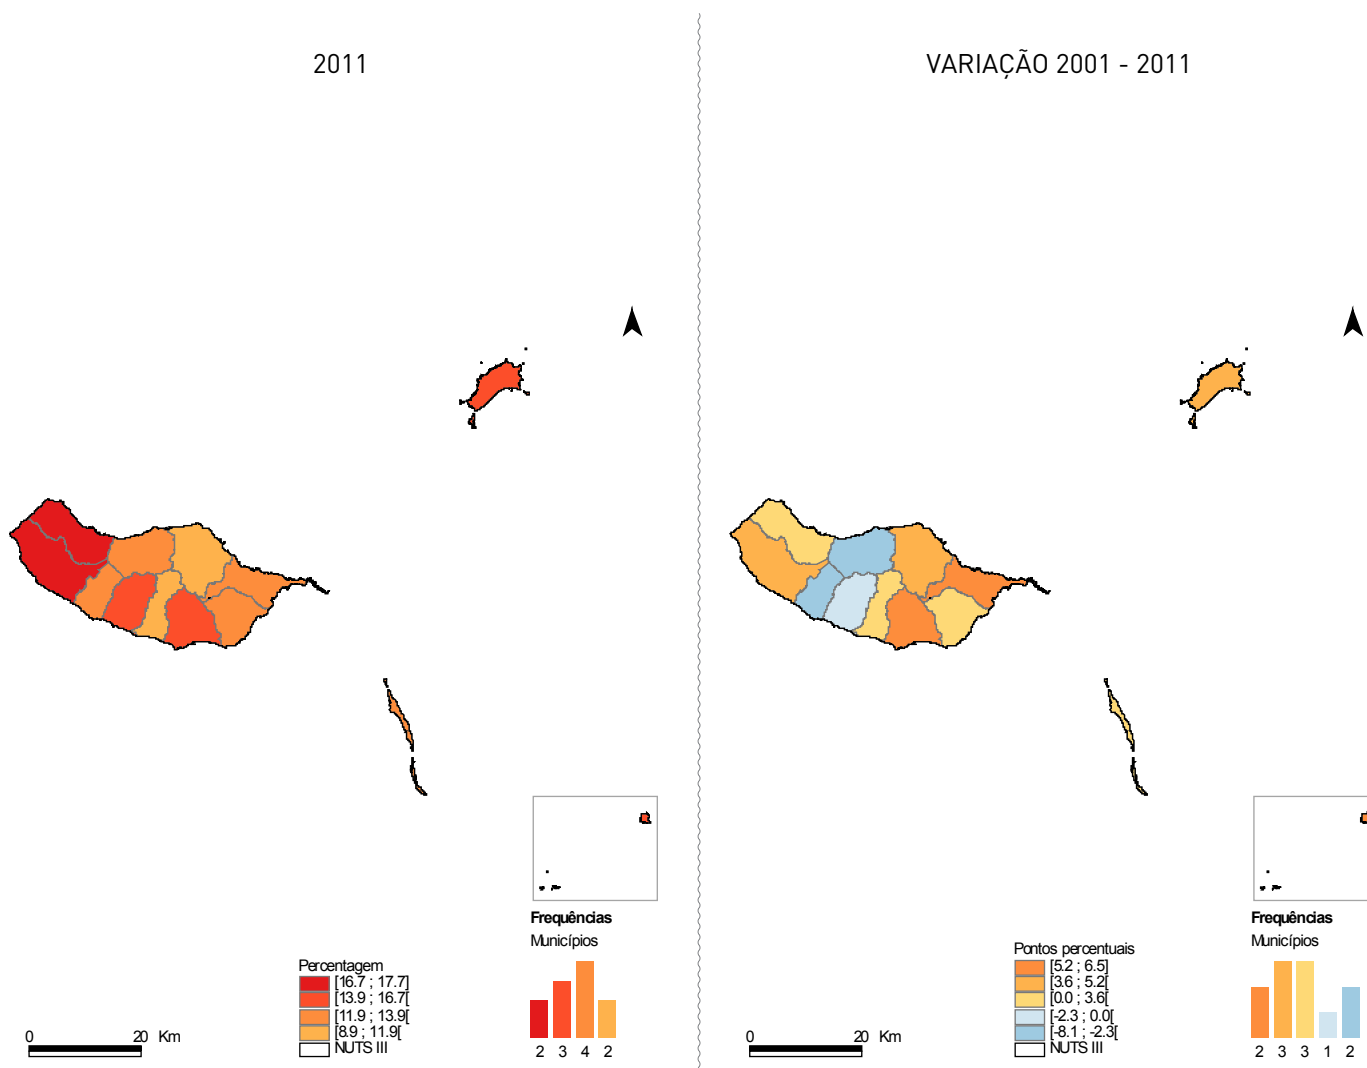 2011
VARIAÇÃO 2001 - 2011
Frequências
Municípios
2 3 4 2
Percentagem
[16.7 ; 17.7]
[13.9 ; 16.7[
[11.9 ; 13.9[
[8.9 ; 11.9[
NUTS III
0 20 Km
Frequências
Municípios
2 3 3 1 2
Pontos percentuais
[5.2 ; 6.5]
[3.6 ; 5.2[
[0.0 ; 3.6[
[-2.3 ; 0.0[
[-8.1 ; -2.3[
NUTS III
0 20 Km